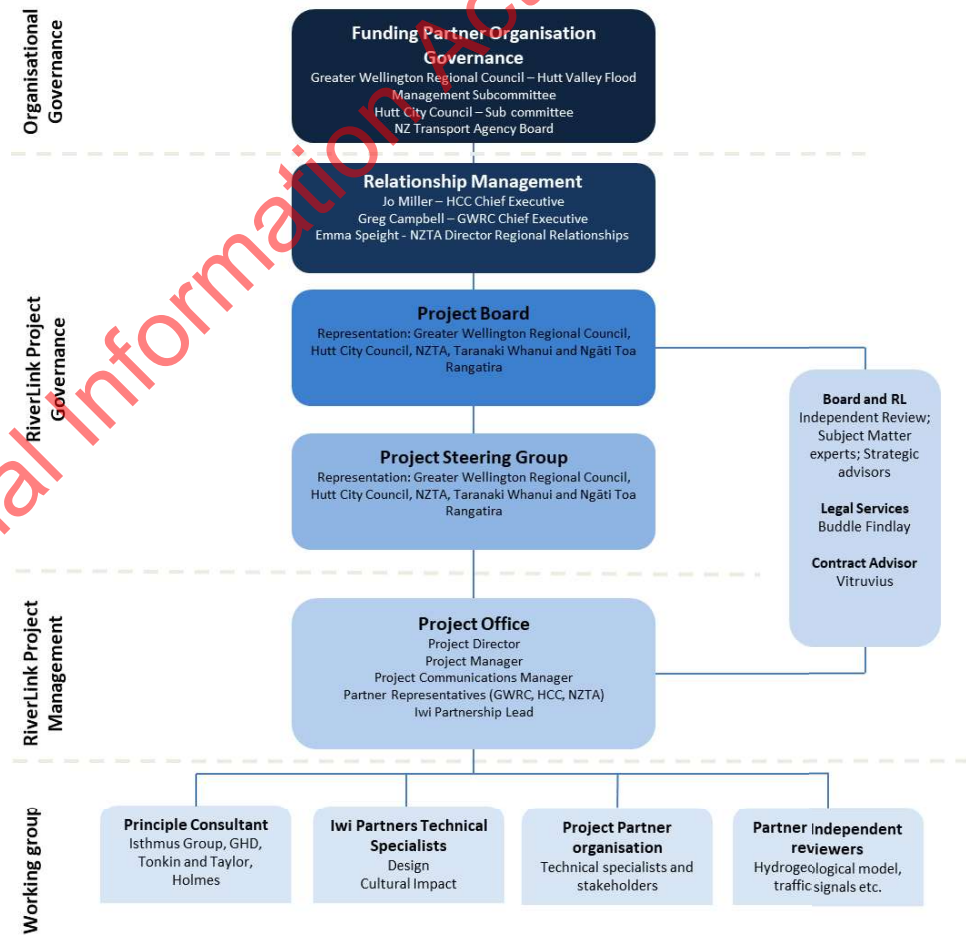 Organisational
Governance
Funding Partner Organisation
Governance
Greater Wellington Regional Council – Hutt Valley Flood
Management Subcommittee
Hutt City Council – Sub committee
NZ Transport Agency Board
Relationship Management
Jo Miller – HCC Chief Executive
Greg Campbell – GWRC Chief Executive
Emma Speight - NZTA Director Regional Relationships
RiverLink Project
Governance
Project Board
Representation: Greater Wellington Regional Council,
Hutt City Council, NZTA, Taranaki Whanui and Ngāti Toa
Rangatira
Project Steering Group
Representation: Greater Wellington Regional Council,
Hutt City Council, NZTA, Taranaki Whanui and Ngāti Toa
Rangatira
Board and RL
Independent Review;
Subject Matter
experts; Strategic
advisors
Legal Services
Buddle Findlay
Contract Advisor
Vitruvius
RiverLink Project
Management
Project Office
Project Director
Project Manager
Project Communications Manager
Partner Representatives (GWRC, HCC, NZTA)
Iwi Partnership Lead
Working group
Principle Consultant
Isthmus Group, GHD,
Tonkin and Taylor,
Holmes
Iwi Partners Technical
Specialists
Design
Cultural Impact
Project Partner
organisation
Technical specialists and
stakeholders
Partner Independent
reviewers
Hydrogeological model,
traffic signals etc.
Information